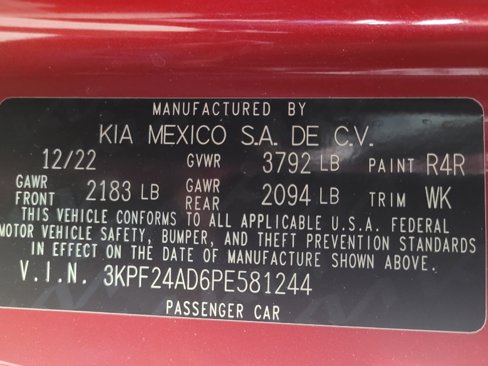 MANUFACTURED BY
KIA MEXICO S.A. DE C.V.
12/22 GVWR 3792 LB PAINT R4R
GAWR FRONT 2183 LB GAWR REAR 2094 LB TRIM WK
THIS VEHICLE CONFORMS TO ALL APPLICABLE U.S.A. FEDERAL
MOTOR VEHICLE SAFETY, BUMPER, AND THEFT PREVENTION STANDARDS
IN EFFECT ON THE DATE OF MANUFACTURE SHOWN ABOVE.
V.I.N. 3KPF24AD6PE581244
PASSENGER CAR